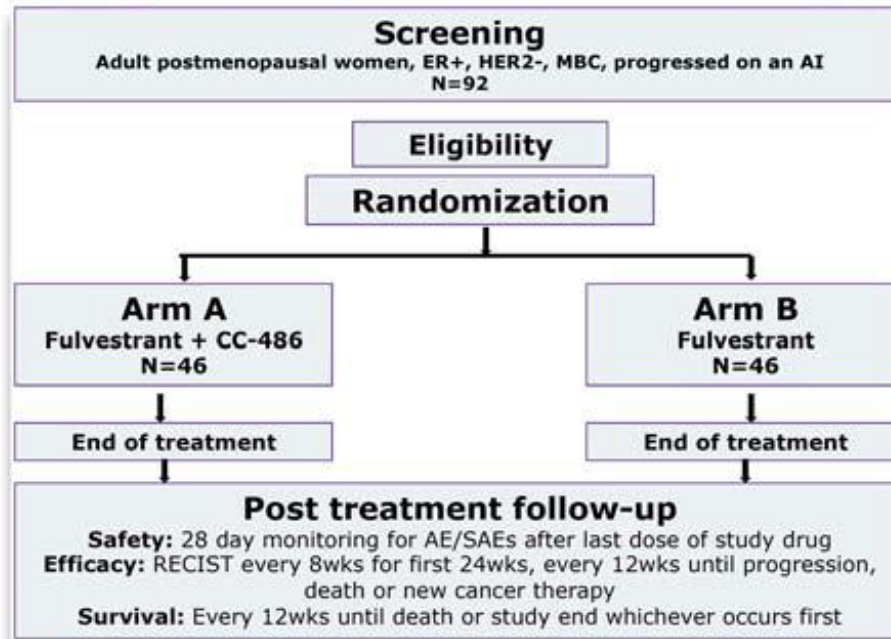 Screening
Adult postmenopausal women, ER+, HER2-, MBC, progressed on an AI
N=92
Eligibility
Randomization
Arm A
Fulvestrant + CC-486
N=46
Arm B
Fulvestrant
N=46
End of treatment
End of treatment
Post treatment follow-up
Safety: 28 day monitoring for AE/SAEs after last dose of study drug
Efficacy: RECIST every 8wks for first 24wks, every 12wks until progression,
death or new cancer therapy
Survival: Every 12wks until death or study end whichever occurs first